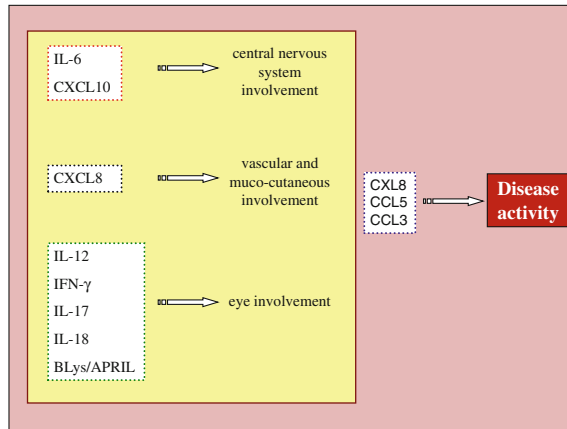 IL-6
CXCL10
central nervous
system
involvement
CXCL8
vascular and
muco-cutaneous
involvement
IL-12
IFN-γ
IL-17
IL-18
BLys/APRIL
eye involvement
CXL8
CCL5
CCL3
Disease
activity